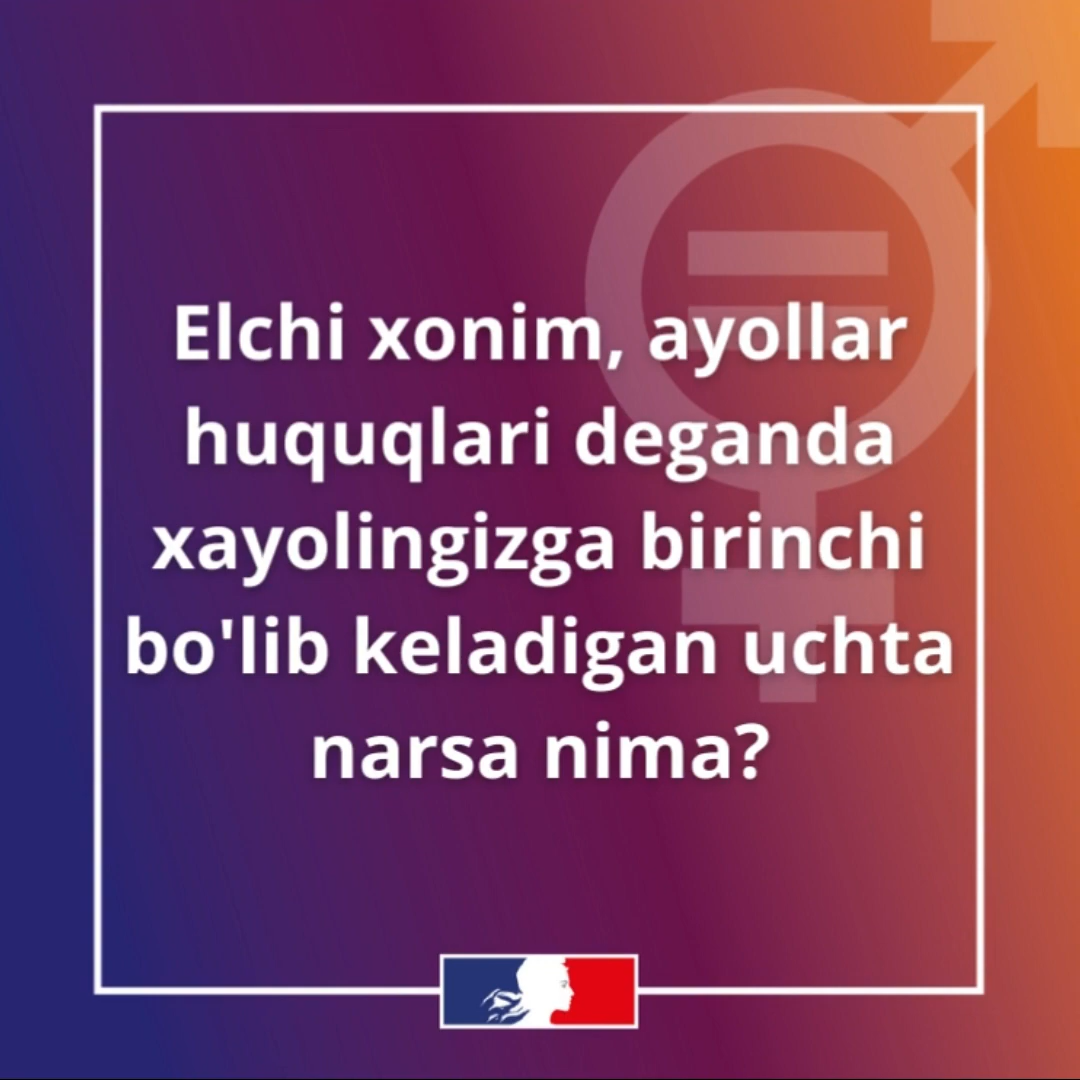 Elchi xonim, ayollar
huquqlari deganda
xayolingizga birinchi
bo'lib keladigan uchta
narsa nima?